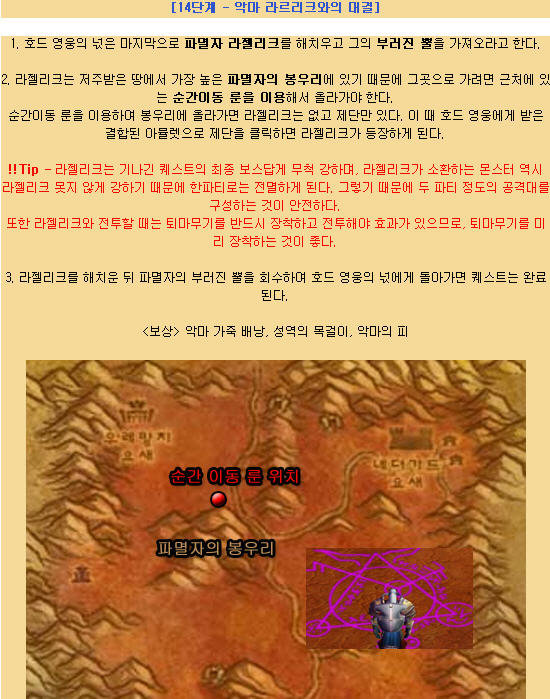 [14단계 - 악마 라르리크와의 대결]
1. 호드 영웅의 넋은 마지막으로 파멸자 라젤리크를 해치우고 그의 부러진 뿔을 가져오라고 한다.
2. 라젤리크는 저주받은 땅에서 가장 높은 파멸자의 봉우리에 있기 때문에 그곳으로 가려면 근처에 있
는 순간이동 룬을 이용해서 올라가야 한다.
순간이동을 이용하여 봉우리에 올라가면 라젤리크는 없고 제단만 있다. 이 때 호드 영웅에게 받은
결합된 아뮬렛으로 제단을 클릭하면 라젤리크가 등장하게 된다.
!!Tip - 라젤리크는 기나긴 퀘스트의 최종 보스답게 무척 강하며, 라젤리크가 소환하는 몬스터 역시
라젤리크 못지 않게 강하기 때문에 한파티로는 전멸하게 된다. 그렇기 때문에 두 파티 정도의 공격대를
구성하는 것이 안전하다.
또한 라젤리크와 전투할 때는 퇴마무기를 반드시 장착하고 전투해야 효과가 있으므로, 퇴마무기를 미
리 장착하는 것이 좋다.
3. 라젤리크를 해치운 뒤 파멸자의 부러진 뿔을 회수하여 호드 영웅의 넋에게 돌아가면 퀘스트는 완료
된다.
<보상> 악마 가죽 배낭, 성역의 목걸이, 악마의 피
오레밀치
요새
네더가드
요새
순간 이동 룬 위치
파멸자의 봉우리